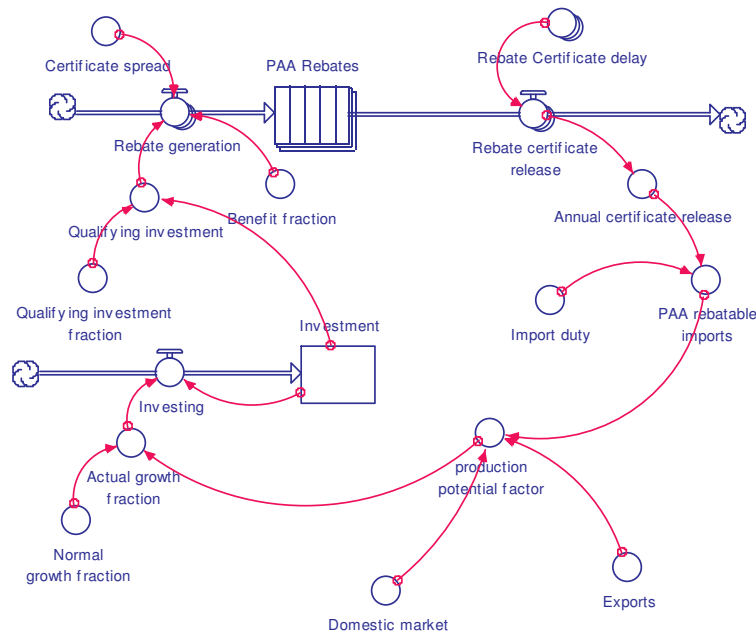 Certificate spread
PAA Rebates
Rebate Certificate delay
Rebate generation
Rebate certificate
release
Qualifying investment
Benefit fraction
Annual certificate release
Qualifying investment
fraction
Investment
Import duty
PAA rebatable
imports
Investing
Actual growth
fraction
production
potential factor
Normal
growth fraction
Domestic market
Exports